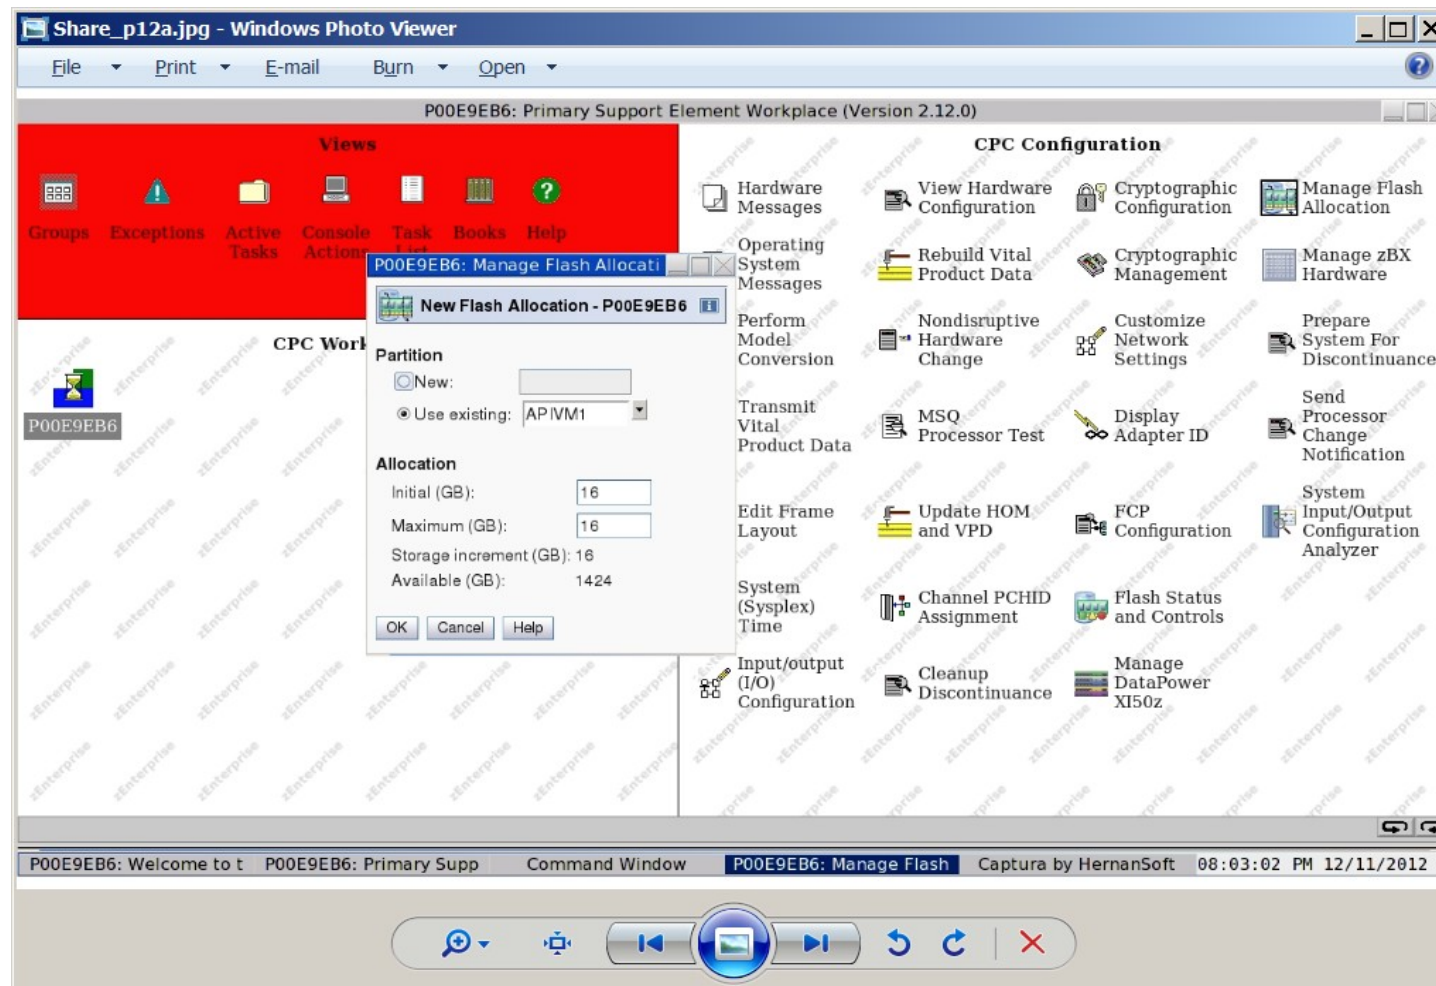 Share_p12a.jpg - Windows Photo Viewer
File Print E-mail Burn Open
P00E9EB6: Primary Support Element Workplace (Version 2.12.0)
Views
Groups
Exceptions
Active
Tasks
Console
Actions
Task
List
Books
Help
CPC Work
P00E9EB6
P00E9EB6: Manage Flash Allocati
New Flash Allocation - P00E9EB6
Partition
New:
Use existing: APIVM1
Allocation
Initial (GB): 16
Maximum (GB): 16
Storage increment (GB): 16
Available (GB): 1424
OK Cancel Help
CPC Configuration
Hardware
Messages
View Hardware
Configuration
Cryptographic
Configuration
Manage Flash
Allocation
Operating
System
Messages
Rebuild Vital
Product Data
Cryptographic
Management
Manage zBX
Hardware
Perform
Model
Conversion
Nondisruptive
Hardware
Change
Customize
Network
Settings
Prepare
System For
Discontinuance
Transmit
Vital
Product Data
MSQ
Processor Test
Display
Adapter ID
Send
Processor
Change
Notification
Edit Frame
Layout
Update HOM
and VPD
FCP
Configuration
System
Input/Output
Configuration
Analyzer
System
(Sysplex)
Time
Channel PCHID
Assignment
Flash Status
and Controls
Input/output
(I/O)
Configuration
Cleanup
Discontinuance
Manage
DataPower
XI50z
zEnterprise
P00E9EB6: Welcome to t P00E9EB6: Primary Supp Command Window P00E9EB6: Manage Flash Captura by HernanSoft 08:03:02 PM 12/11/2012